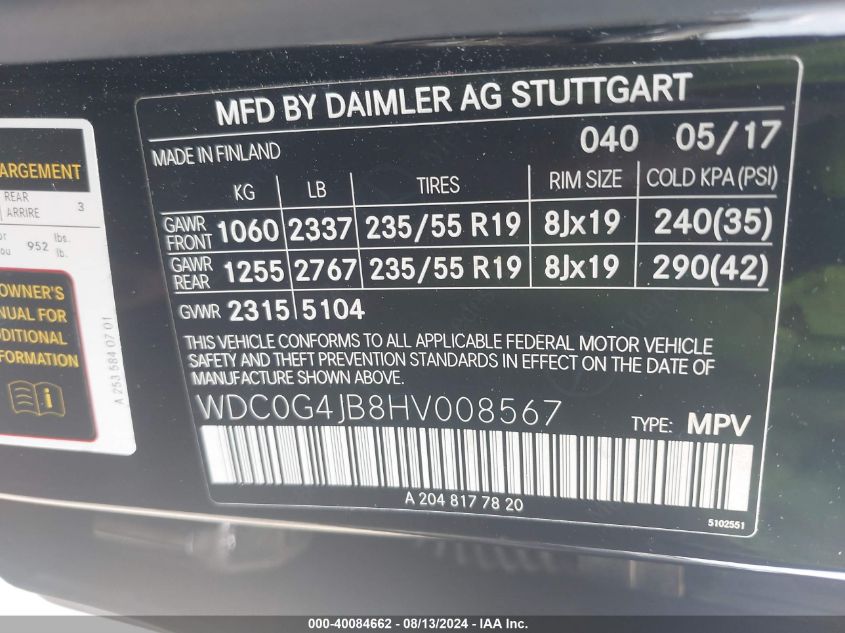 MFD BY DAIMLER AG STUTTGART
MADE IN FINLAND 040 05/17
KG LB TIRES RIM SIZE COLD KPA (PSI)
GAWR FRONT 1060 2337 235/55 R19 8Jx19 240(35)
GAWR REAR 1255 2767 235/55 R19 8Jx19 290(42)
GVWR 2315 5104
THIS VEHICLE CONFORMS TO ALL APPLICABLE FEDERAL MOTOR VEHICLE
SAFETY AND THEFT PREVENTION STANDARDS IN EFFECT ON THE DATE OF
MANUFACTURE SHOWN ABOVE.
WDC0G4JB8HV008567 TYPE: MPV
A 204 817 78 20
5102551
ARGEMENT
REAR
ARRIRE 3
or
ou 952 lbs.
lb.
OWNER'S
NUAL FOR
DDITIONAL
FORMATION
A 253 584 07 01
000-40084662 - 08/13/2024 - IAA Inc.